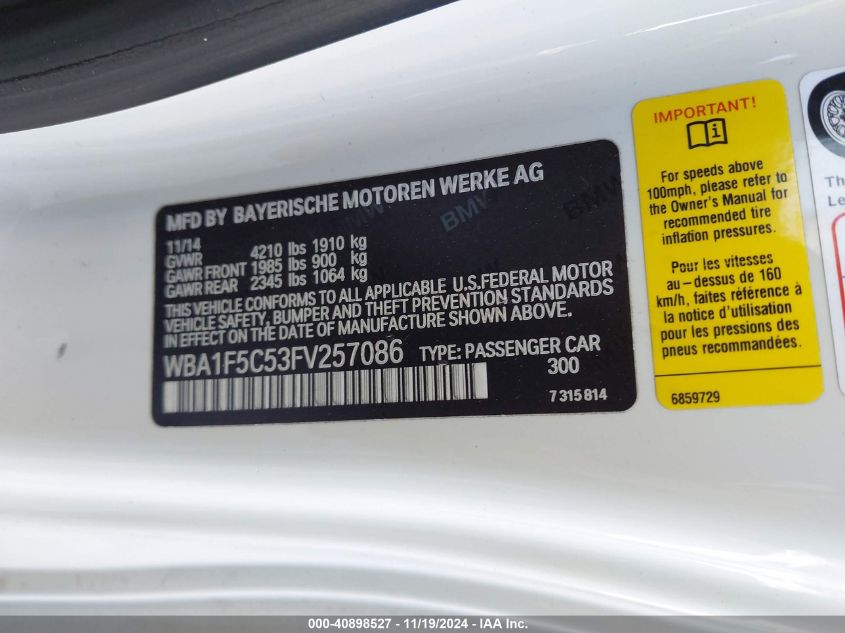 MFD BY BAYERISCHE MOTOREN WERKE AG
11/14
GVWR 4210 lbs 1910 kg
GAWR FRONT 1985 lbs 900 kg
GAWR REAR 2345 lbs 1064 kg
THIS VEHICLE CONFORMS TO ALL APPLICABLE U.S.FEDERAL MOTOR
VEHICLE SAFETY, BUMPER AND THEFT PREVENTION STANDARDS
IN EFFECT ON THE DATE OF MANUFACTURE SHOWN ABOVE.
WBA1F5C53FV257086 TYPE: PASSENGER CAR
300
7 315 814
BMW
BMW
BMW
IMPORTANT!
i
For speeds above
100mph, please refer to
the Owner's Manual for
recommended tire
inflation pressures.
Pour les vitesses
au-dessus de 160
km/h, faites référence à
la notice d'utilisation
pour les pressions des
pneus recommandées.
6859729
000-40898527 - 11/19/2024 - IAA Inc.